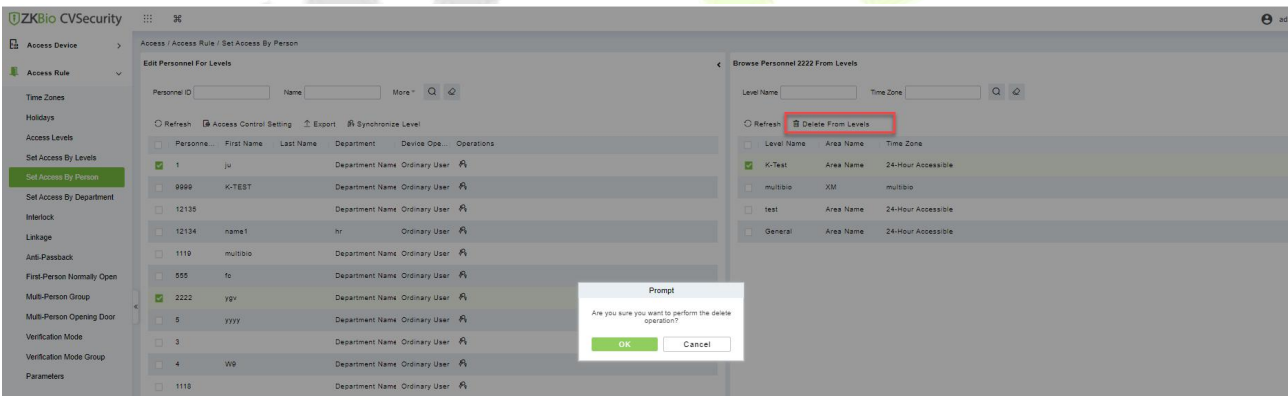 ZKBio CVSecurity
ad
Access Device
Access Rule
Time Zones
Holidays
Access Levels
Set Access By Levels
Set Access By Person
Set Access By Department
Interlock
Linkage
Anti-Passback
First-Person Normally Open
Multi-Person Group
Multi-Person Opening Door
Verification Mode
Verification Mode Group
Parameters
Access / Access Rule / Set Access By Person
Edit Personnel For Levels
Personnel ID Name More
Refresh Access Control Setting Export Synchronize Level
Personne... First Name Last Name Department Device Ope... Operations
1 ju Department Name Ordinary User
9999 K-TEST Department Name Ordinary User
12135 Department Name Ordinary User
12134 name1 hr Ordinary User
1119 multibio Department Name Ordinary User
555 fc Department Name Ordinary User
2222 ygv Department Name Ordinary User
5 yyyy Department Name Ordinary User
3 Department Name Ordinary User
4 W9 Department Name Ordinary User
1118 Department Name Ordinary User
Browse Personnel 2222 From Levels
Level Name Time Zone
Refresh Delete From Levels
Level Name Area Name Time Zone
K-Test Area Name 24-Hour Accessible
multibio XM multibio
test Area Name 24-Hour Accessible
General Area Name 24-Hour Accessible
Prompt
Are you sure you want to perform the delete
operation?
OK Cancel